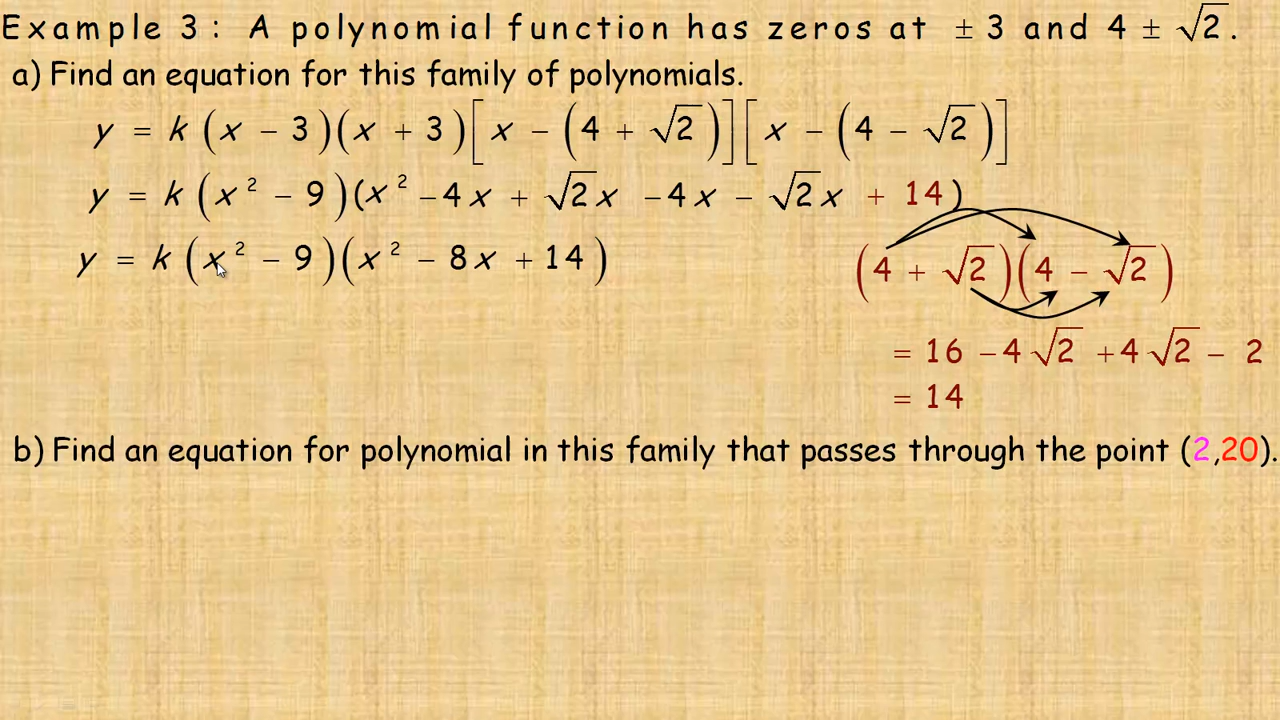 Example 3: A polynomial function has zeros at ±3 and 4 ± √2.
a) Find an equation for this family of polynomials.
y = k(x − 3)(x + 3)[x − (4 + √2)][x − (4 − √2)]
y = k(x² − 9)(x² − 4x + √2x − 4x − √2x + 14)
y = k(x² − 9)(x² − 8x + 14)
(4 + √2)(4 − √2)
= 16 − 4√2 + 4√2 − 2
= 14
b) Find an equation for polynomial in this family that passes through the point (2,20).